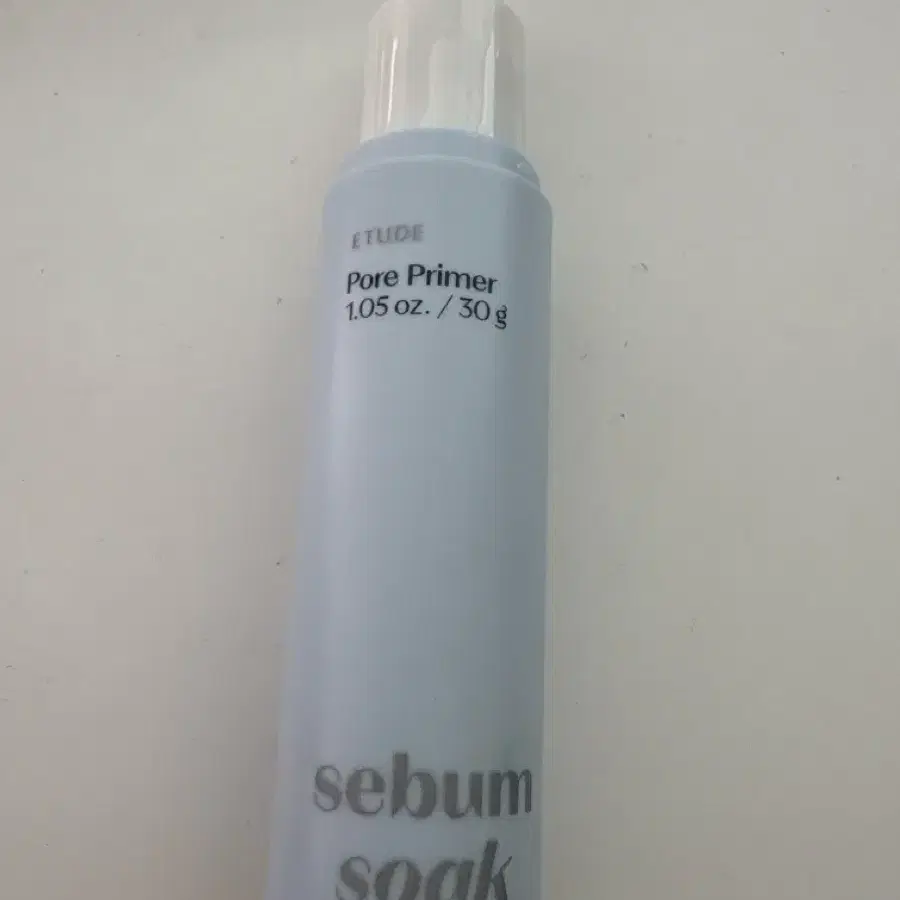 ETUDE
Pore Primer
1.05 oz. / 30 g
sebum
soak